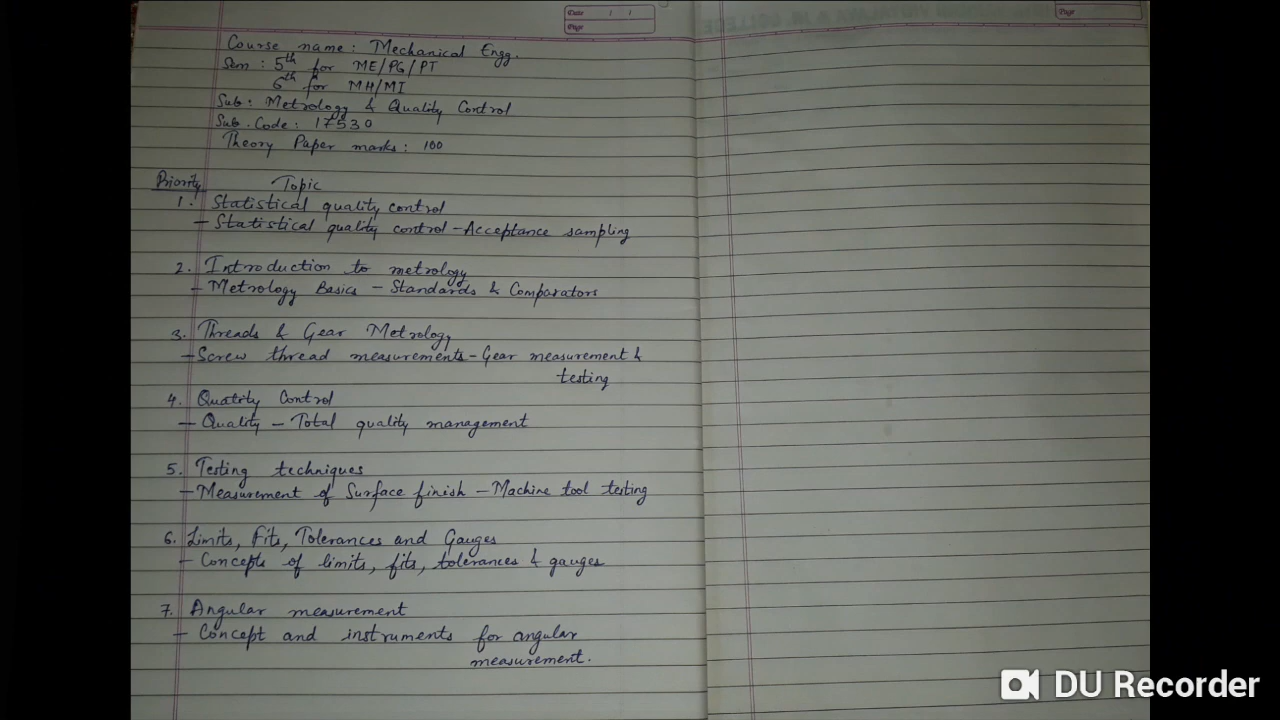 Date / /
Page
Page
Course name : Mechanical Engg.
Sem : 5th for ME/PG/PT
6th for MH/MI
Sub : Metrology & Quality Control
Sub. Code : 17530
Theory Paper marks : 100
Priority Topic
1. Statistical quality control
- Statistical quality control - Acceptance sampling
2. Introduction to metrology
- Metrology Basics - Standards & Comparators
3. Threads & Gear Metrology
- Screw thread measurements - Gear measurement &
testing
4. Quality Control
- Quality - Total quality management
5. Testing techniques
- Measurement of Surface finish - Machine tool testing
6. Limits, Fits, Tolerances and Gauges
- Concepts of limits, fits, tolerances & gauges
7. Angular measurement
- Concept and instruments for angular
measurement.
DU Recorder